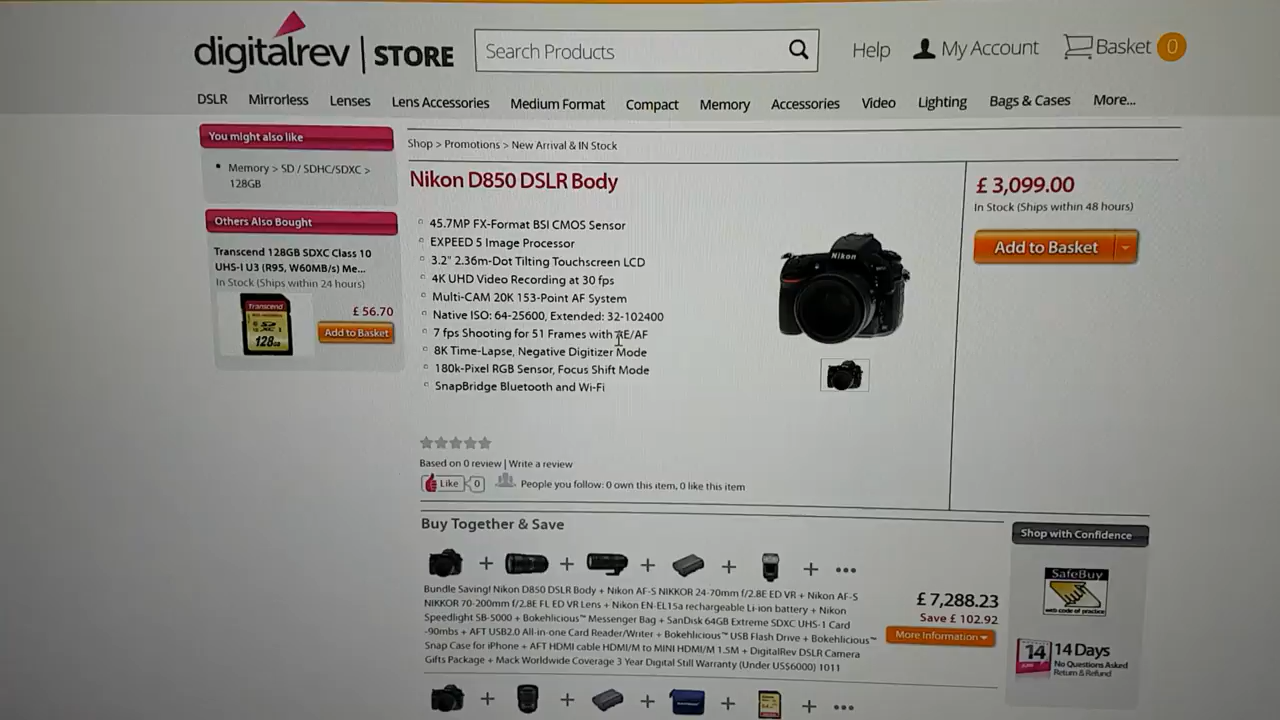 digitalrev | STORE
Search Products
Help
My Account
Basket 0
DSLR Mirrorless Lenses Lens Accessories Medium Format Compact Memory Accessories Video Lighting Bags & Cases More...
You might also like
Memory > SD / SDHC/SDXC >
128GB
Others Also Bought
Transcend 128GB SDXC Class 10
UHS-I U3 (R95, W60MB/s) Me...
In Stock (Ships within 24 hours)
Transcend
128GB
£ 56.70
Add to Basket
Shop > Promotions > New Arrival & IN Stock
Nikon D850 DSLR Body
45.7MP FX-Format BSI CMOS Sensor
EXPEED 5 Image Processor
3.2" 2.36m-Dot Tilting Touchscreen LCD
4K UHD Video Recording at 30 fps
Multi-CAM 20K 153-Point AF System
Native ISO: 64-25600, Extended: 32-102400
7 fps Shooting for 51 Frames with AE/AF
8K Time-Lapse, Negative Digitizer Mode
180k-Pixel RGB Sensor, Focus Shift Mode
SnapBridge Bluetooth and Wi-Fi
Nikon
£ 3,099.00
In Stock (Ships within 48 hours)
Add to Basket
Based on 0 review | Write a review
Like 0
People you follow: 0 own this item, 0 like this item
Buy Together & Save
Bundle Saving! Nikon D850 DSLR Body + Nikon AF-S NIKKOR 24-70mm f/2.8E ED VR + Nikon AF-S
NIKKOR 70-200mm f/2.8E FL ED VR Lens + Nikon EN-EL15a rechargeable Li-ion battery + Nikon
Speedlight SB-5000 + Bokehlicious™ Messenger Bag + SanDisk 64GB Extreme SDXC UHS-1 Card
-90mbs + AFT USB2.0 All-in-one Card Reader/Writer + Bokehlicious™ USB Flash Drive + Bokehlicious™
Snap Case for iPhone + AFT HDMI cable HDMI/M to MINI HDMI/M 1.5M + DigitalRev DSLR Camera
Gifts Package + Mack Worldwide Coverage 3 Year Digital Still Warranty (Under US$6000) 1011
£ 7,288.23
Save £ 102.92
More Information
Shop with Confidence
SafeBuy
web code of practice
14
14 Days
No Questions Asked
Return & Refund